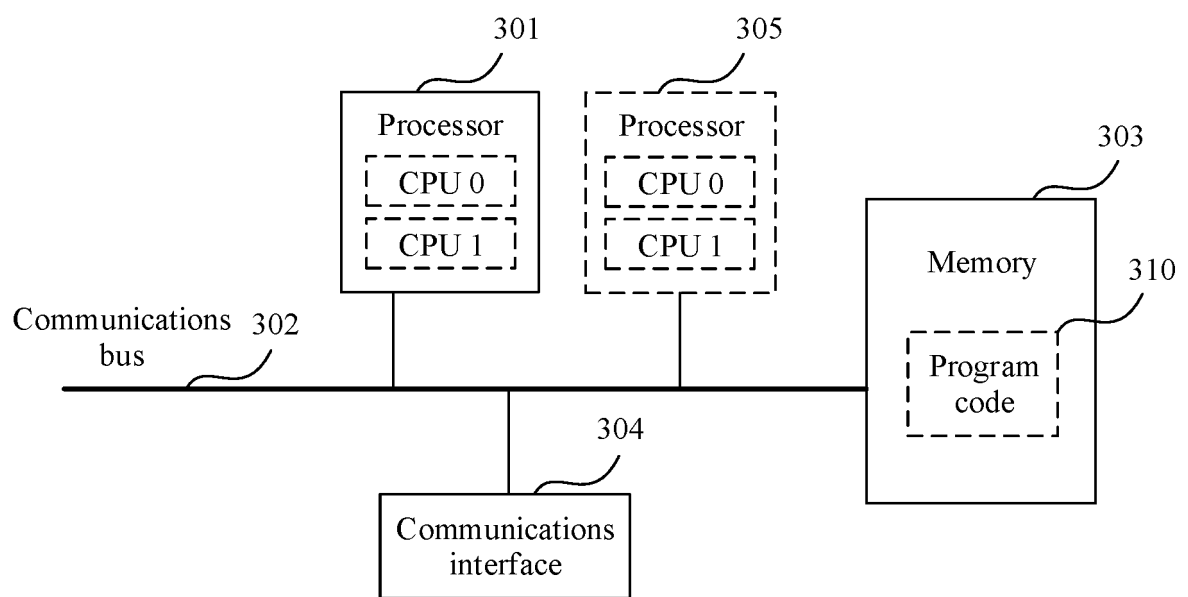 301
305
Processor
CPU 0
CPU 1
Processor
CPU 0
CPU 1
303
Memory
310
Program
code
Communications
bus
302
304
Communications
interface